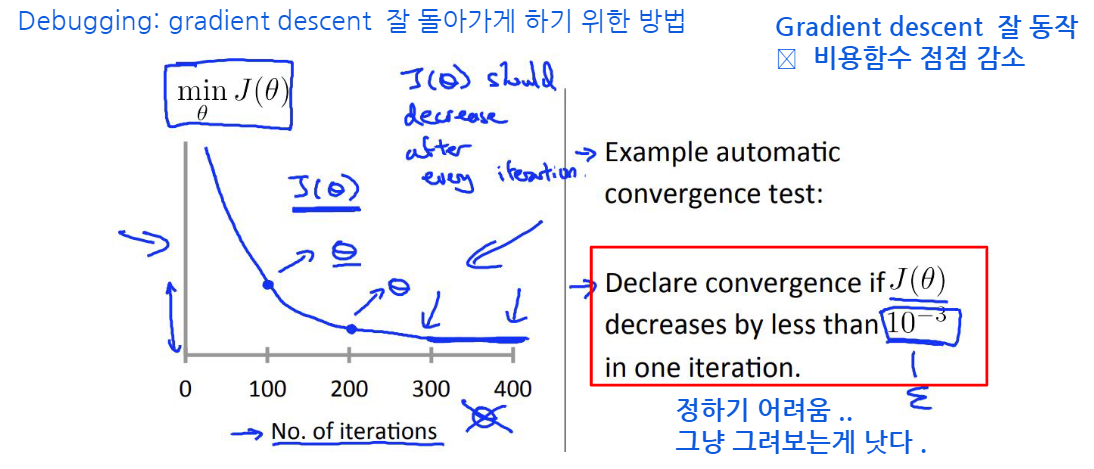 Debugging: gradient descent 잘 돌아가게 하기 위한 방법
Gradient descent 잘 동작
비용함수 점점 감소
min J(θ)
θ
J(θ) should
decrease
after
every iteration.
J(θ)
θ
θ
0 100 200 300 400
No. of iterations
θ
→ Example automatic
convergence test:
→ Declare convergence if J(θ)
decreases by less than 10⁻³
in one iteration.
ε
정하기 어려움 ..
그냥 그려보는게 낫다 .